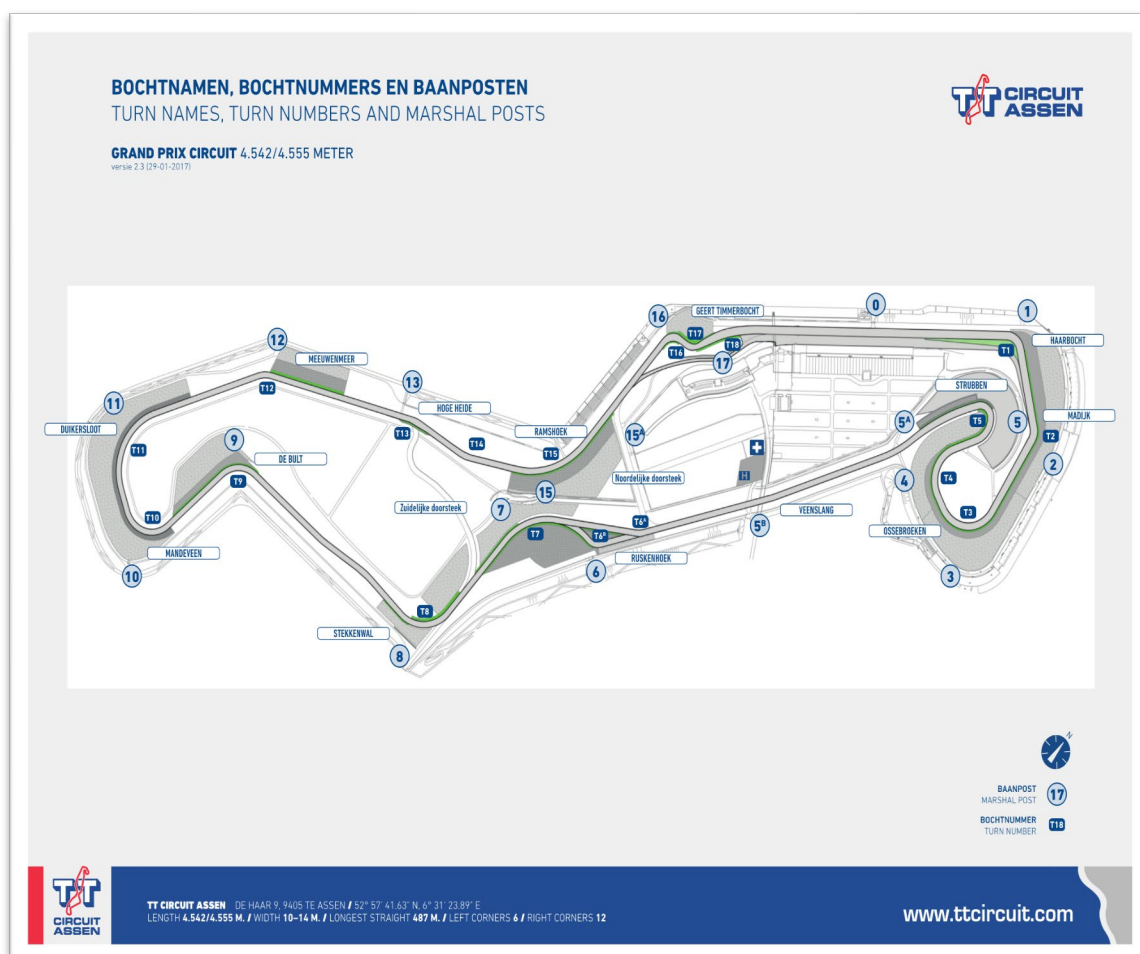 BOCHTNAMEN, BOCHTNUMMERS EN BAANPOSTEN
TURN NAMES, TURN NUMBERS AND MARSHAL POSTS
TT CIRCUIT
ASSEN
GRAND PRIX CIRCUIT 4.542/4.555 METER
versie 2.3 (29-01-2017)
0
1
16
GEERT TIMMERBOCHT
T17
T16
T18
17
HAARBOCHT
T1
12
MEEUWENMEER
T12
13
HOGE HEIDE
STRUBBEN
11
DUIKERSLOOT
T11
9
DE BULT
T9
T13
T14
RAMSHOEK
T15
15A
5A
T5
5
MADIJK
T2
2
H
4
T4
15
Noordelijke doorsteek
Zuidelijke doorsteek
7
T10
MANDEVEEN
10
T7
T6B
T6A
5B
VEENSLANG
T3
OSSEBROEKEN
3
RUSKENHOEK
6
T8
STEKKENWAL
8
N
BAANPOST
MARSHAL POST
17
BOCHTNUMMER
TURN NUMBER
T18
TT
CIRCUIT
ASSEN
TT CIRCUIT ASSEN DE HAAR 9, 9405 TE ASSEN / 52° 57' 41.63" N, 6° 31' 23.89" E
LENGTH 4.542/4.555 M. / WIDTH 10–14 M. / LONGEST STRAIGHT 487 M. / LEFT CORNERS 6 / RIGHT CORNERS 12
www.ttcircuit.com